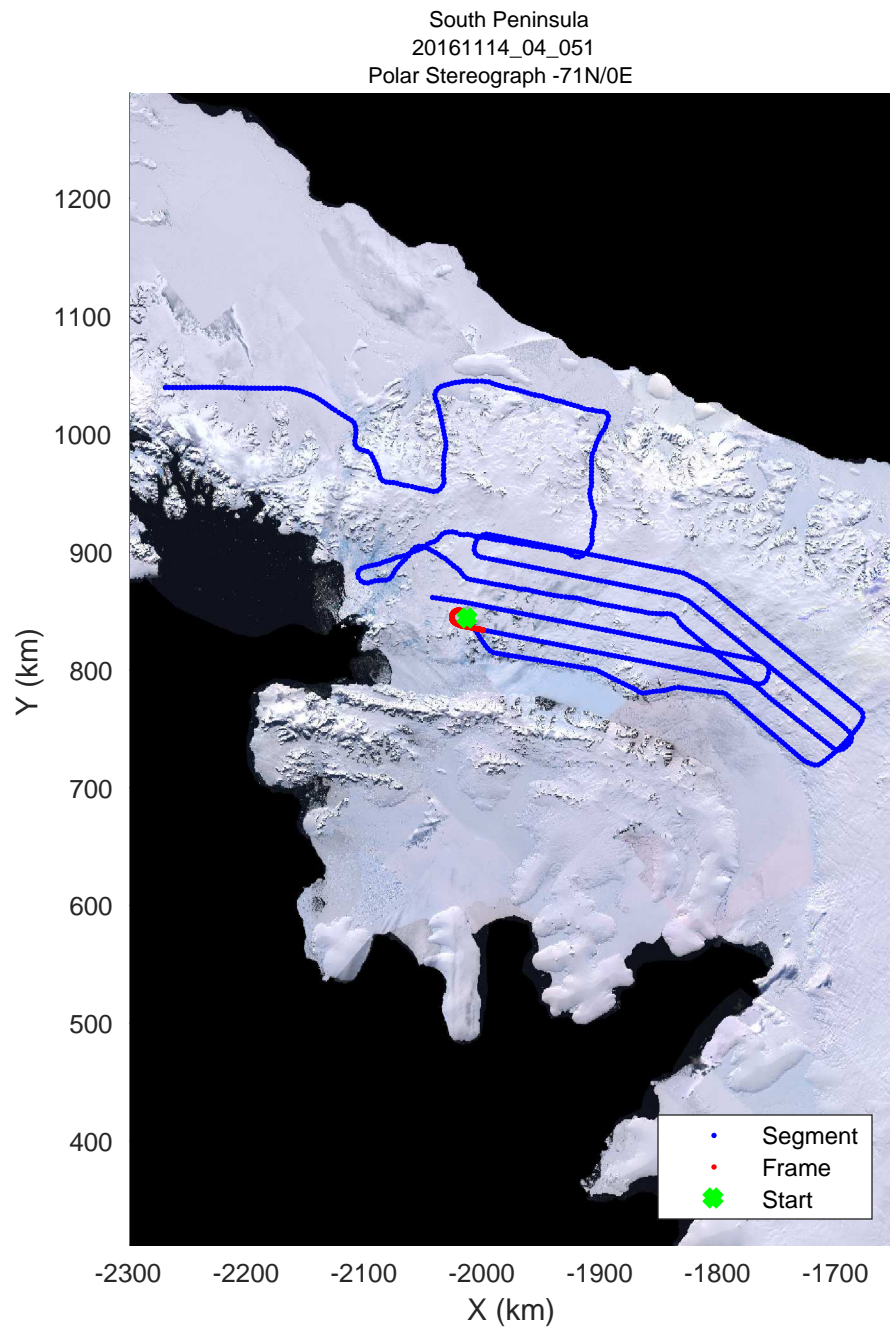 South Peninsula
20161114_04_051
Polar Stereograph -71N/0E
1200
1100
1000
900
800
700
600
500
400
Y (km)
Segment
Frame
Start
-2300 -2200 -2100 -2000 -1900 -1800 -1700
X (km)